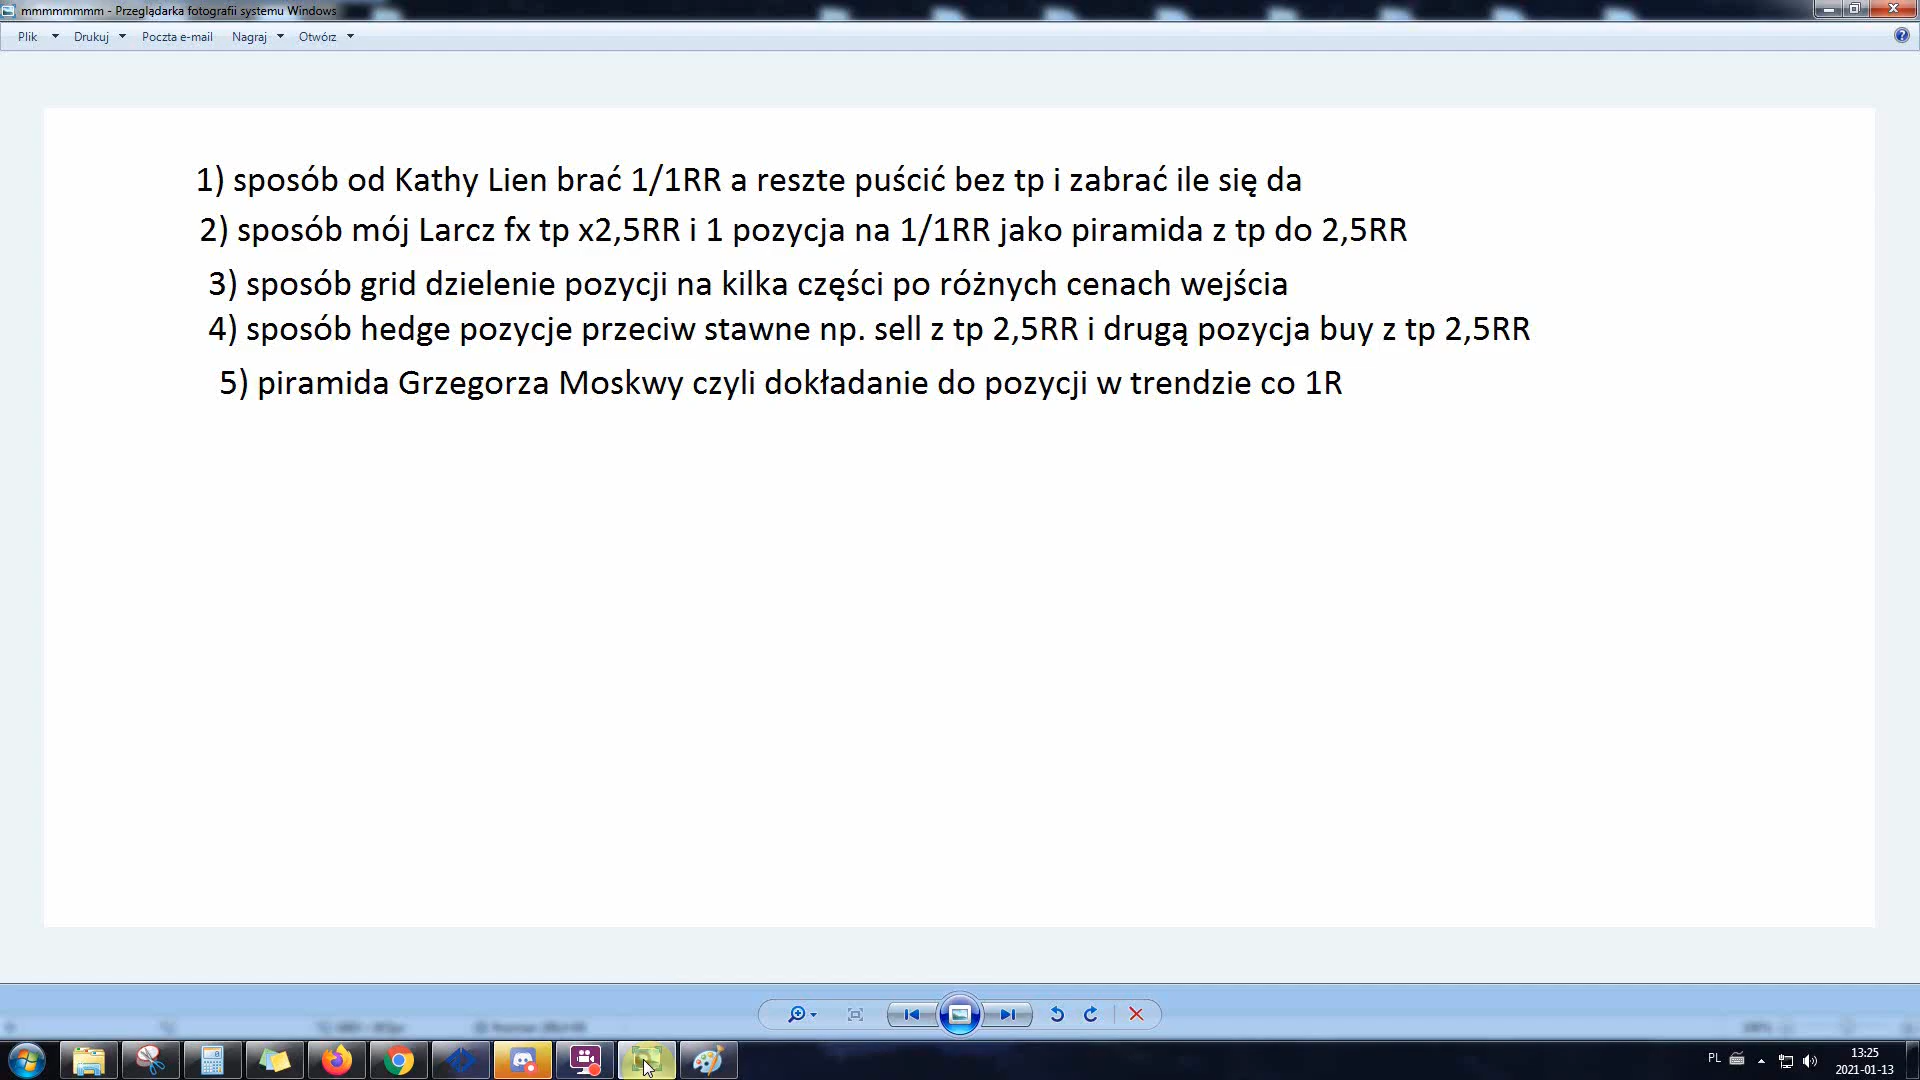 mmmmmmmm - Przeglądarka fotografii systemu Windows
Plik Drukuj Poczta e-mail Nagraj Otwórz
1) sposób od Kathy Lien brać 1/1RR a reszte puścić bez tp i zabrać ile się da
2) sposób mój Larcz fx tp x2,5RR i 1 pozycja na 1/1RR jako piramida z tp do 2,5RR
3) sposób grid dzielenie pozycji na kilka części po różnych cenach wejścia
4) sposób hedge pozycje przeciw stawne np. sell z tp 2,5RR i drugą pozycja buy z tp 2,5RR
5) piramida Grzegorza Moskwy czyli dokładanie do pozycji w trendzie co 1R
PL
13:25
2021-01-13